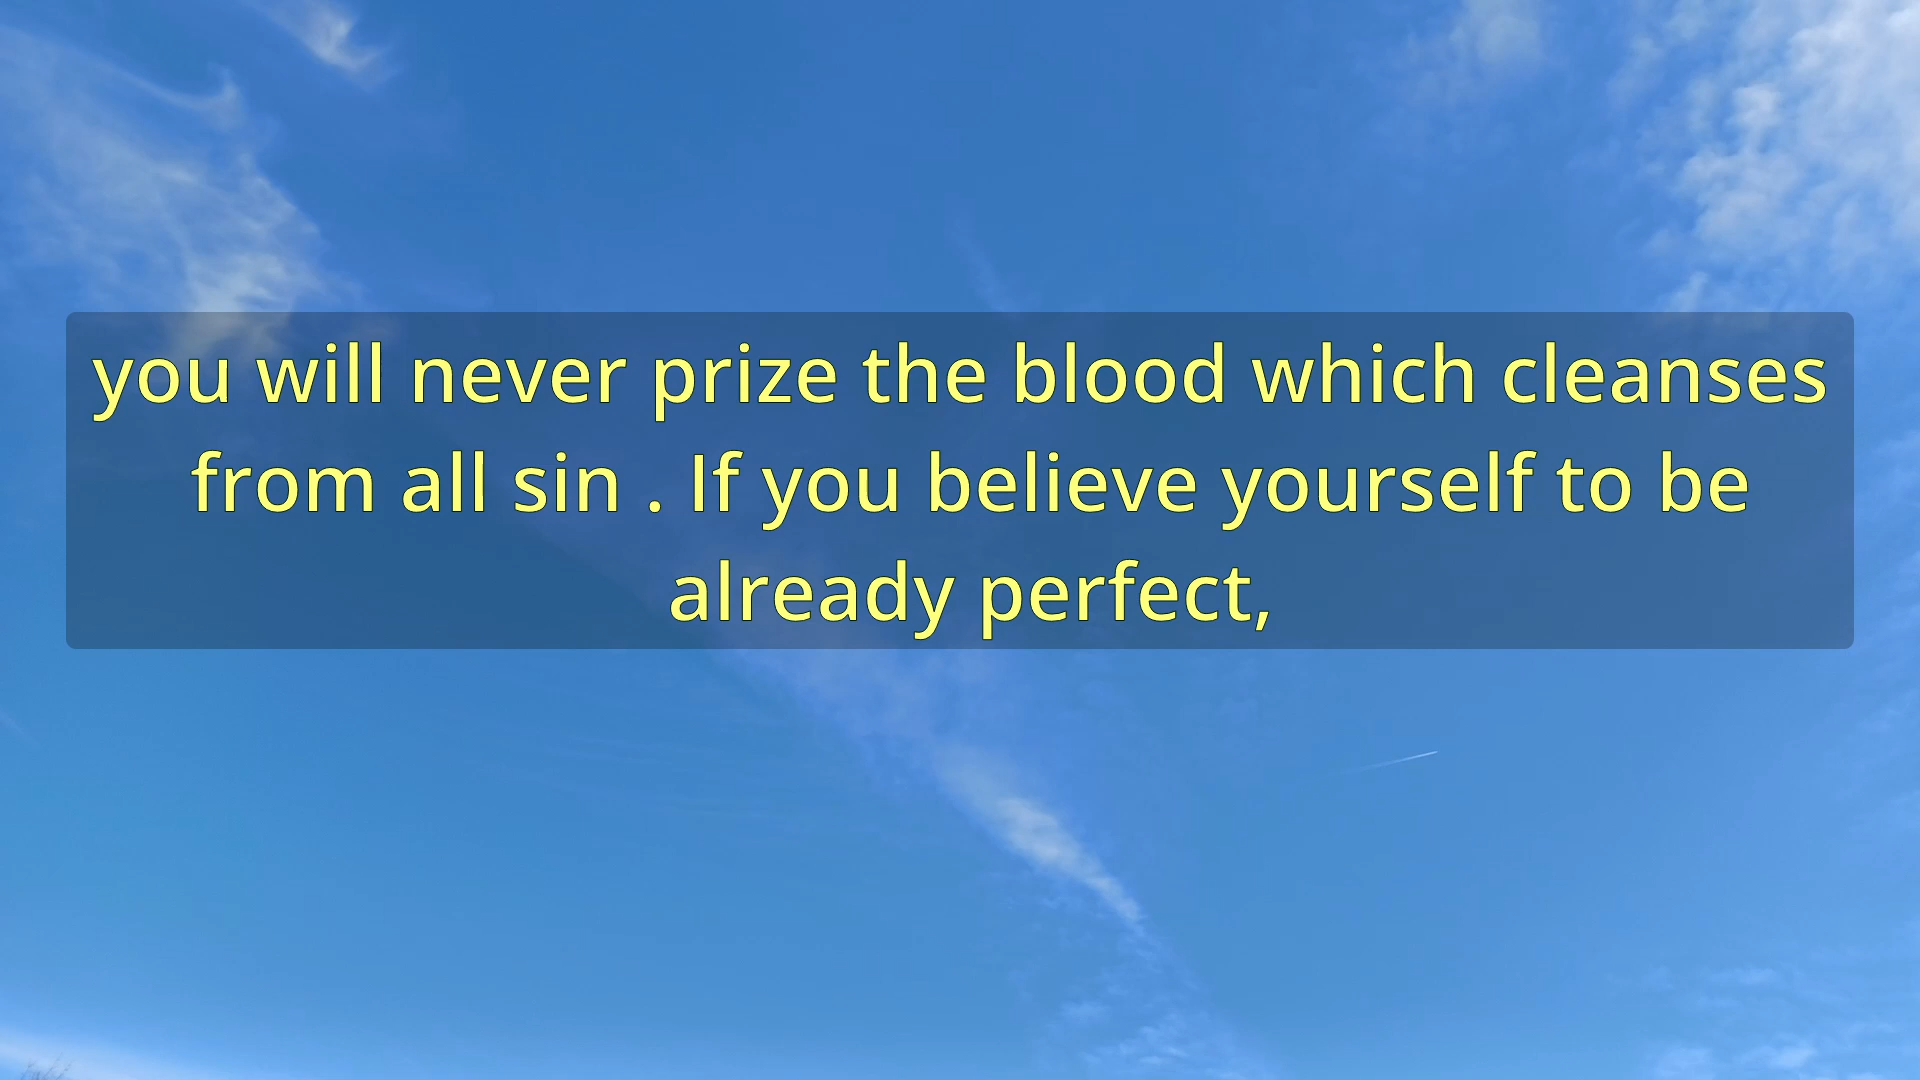 you will never prize the blood which cleanses
from all sin . If you believe yourself to be
already perfect,